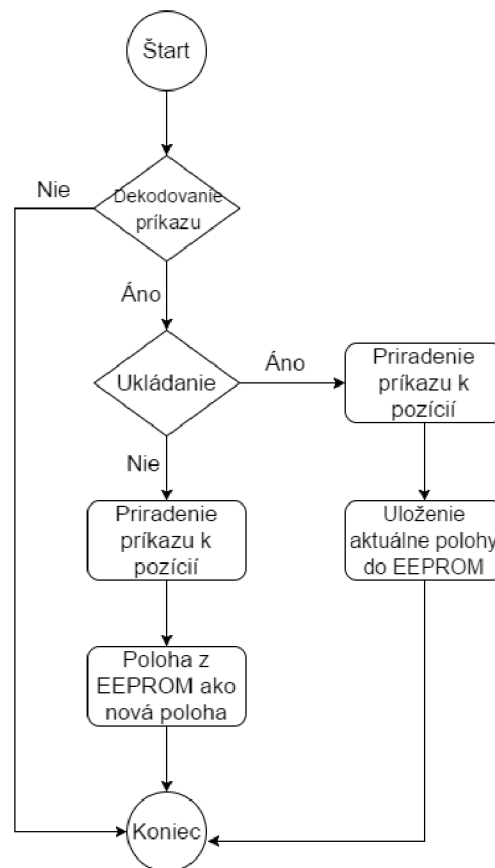 Štart
Nie
Dekodovanie
príkazu
Áno
Ukládanie
Áno
Priradenie
príkazu k
pozícií
Nie
Priradenie
príkazu k
pozícií
Uloženie
aktuálne polohy
do EEPROM
Poloha z
EEPROM ako
nová poloha
Koniec